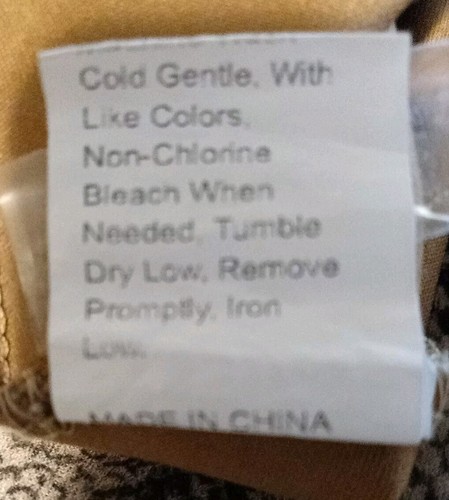 Cold Gentle, With
Like Colors,
Non-Chlorine
Bleach When
Needed, Tumble
Dry Low, Remove
Promptly, Iron
Low.
MADE IN CHINA